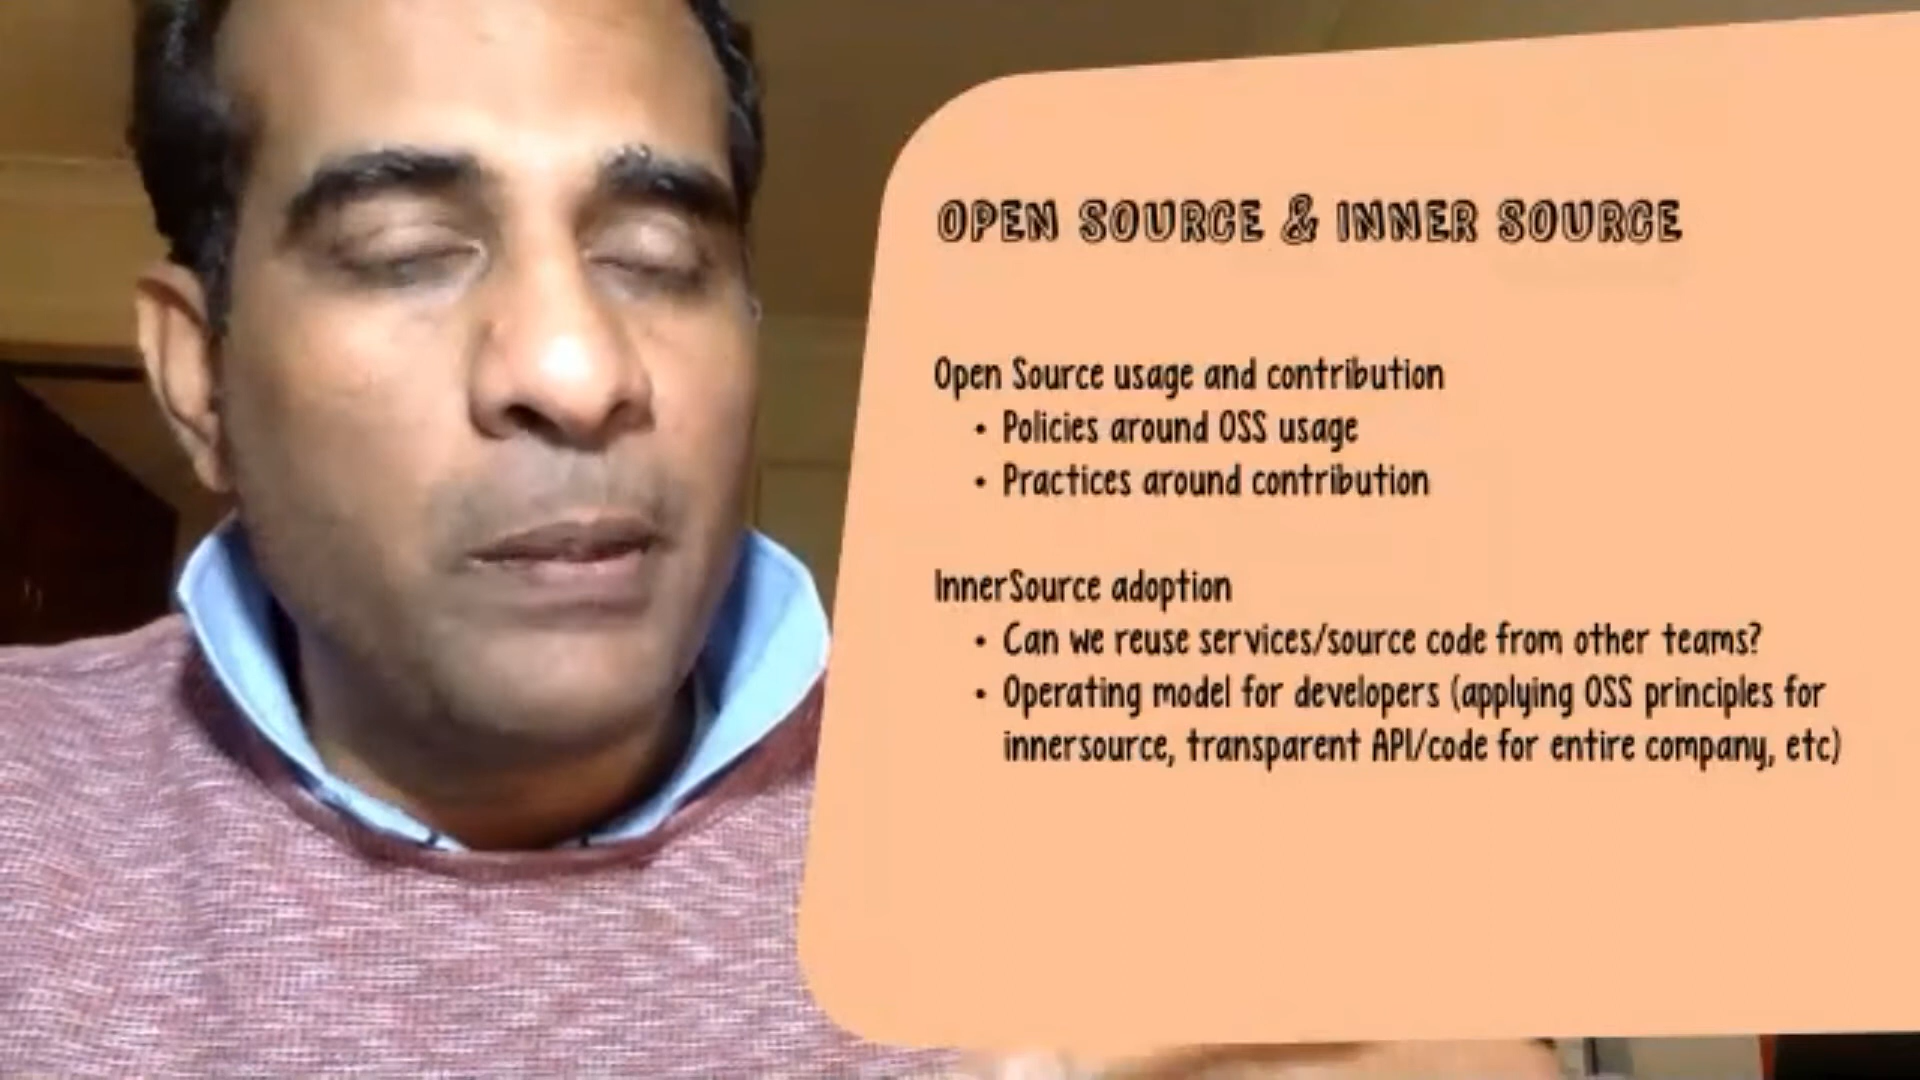 OPEN SOURCE & INNER SOURCE
Open Source usage and contribution
• Policies around OSS usage
• Practices around contribution
InnerSource adoption
• Can we reuse services/source code from other teams?
• Operating model for developers (applying OSS principles for
innersource, transparent API/code for entire company, etc)